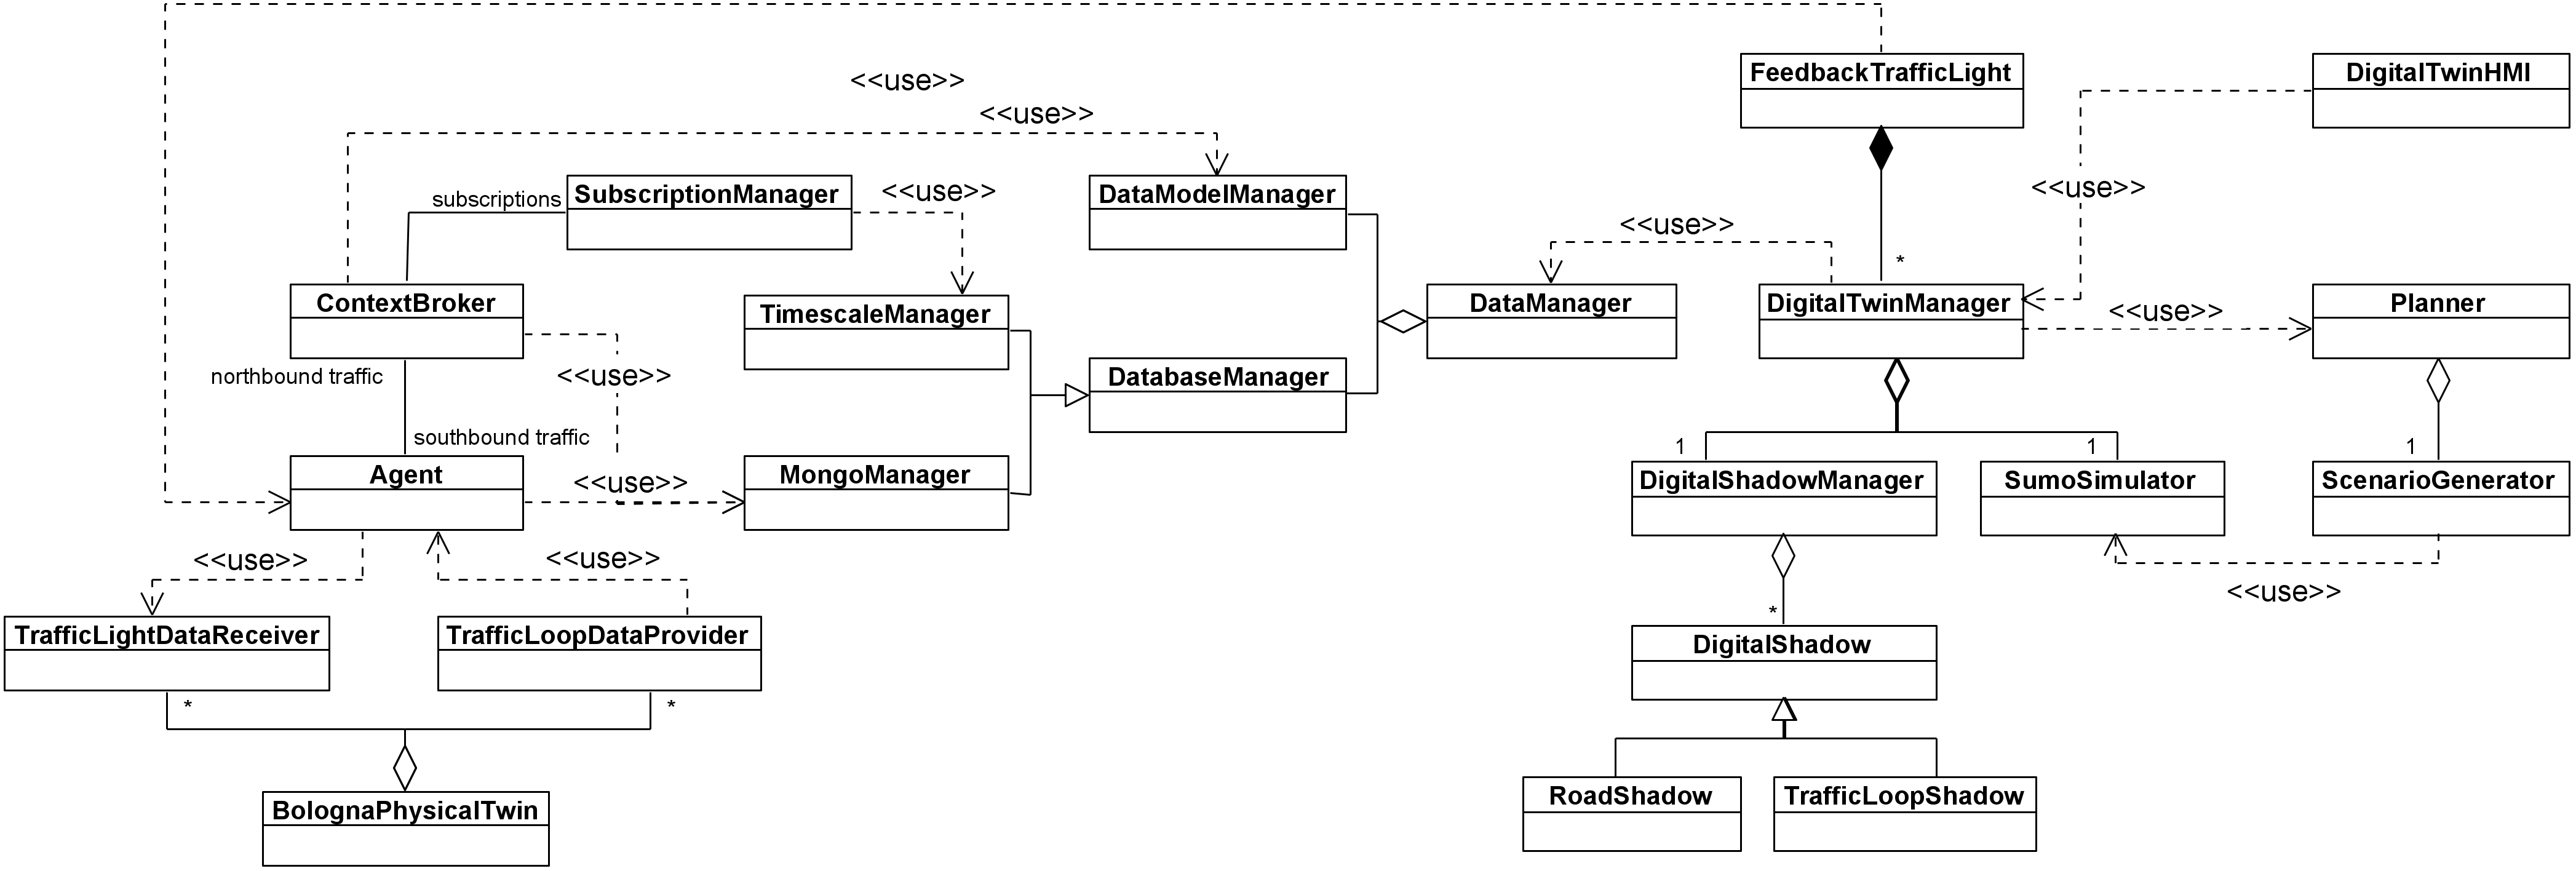 FeedbackTrafficLight
DigitalTwinHMI
<<use>>
<<use>>
SubscriptionManager
<<use>>
DataModelManager
<<use>>
subscriptions
<<use>>
*
ContextBroker
TimescaleManager
DataManager
DigitalTwinManager
<<use>>
Planner
northbound traffic
<<use>>
DatabaseManager
southbound traffic
1
1
1
Agent
<<use>>
MongoManager
DigitalShadowManager
SumoSimulator
ScenarioGenerator
<<use>>
<<use>>
<<use>>
*
TrafficLightDataReceiver
TrafficLoopDataProvider
DigitalShadow
*
*
BolognaPhysicalTwin
RoadShadow
TrafficLoopShadow